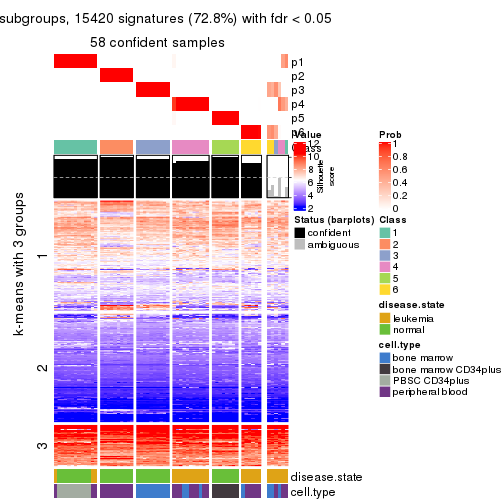 subgroups, 15420 signatures (72.8%) with fdr < 0.05
58 confident samples
p1
p2
p3
p4
p5
p6
Class
Silhouette
score
k-means with 3 groups
1
2
3
disease.state
cell.type
Value
12
10
8
6
4
2
Status (barplots)
confident
ambiguous
Prob
1
0.8
0.6
0.4
0.2
0
Class
1
2
3
4
5
6
disease.state
leukemia
normal
cell.type
bone marrow
bone marrow CD34plus
PBSC CD34plus
peripheral blood